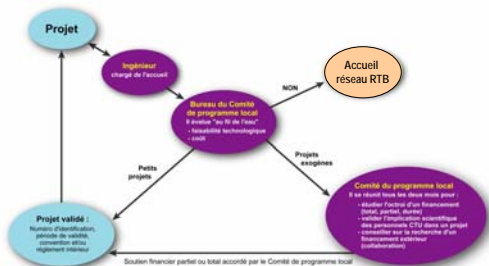 Projet
Ingénieur
chargé de l'accueil
Accueil
réseau RTB
NON
Bureau du Comité
de programme local
Il évalue "au fil de l'eau"
- faisabilité technologique
- coût
Petits
projets
Projets
exogènes
Comité du programme local
Il se réunit tous les deux mois pour :
- étudier l'octroi d'un financement
(total, partiel, durée)
- valider l'implication scientifique
des personnels CTU dans un projet
- conseiller sur la recherche d'un
financement extérieur
(collaboration)
Projet validé :
Numéro d'identification,
période de validité,
convention et/ou
règlement intérieur
Soutien financier partiel ou total accordé par le Comité de programme local